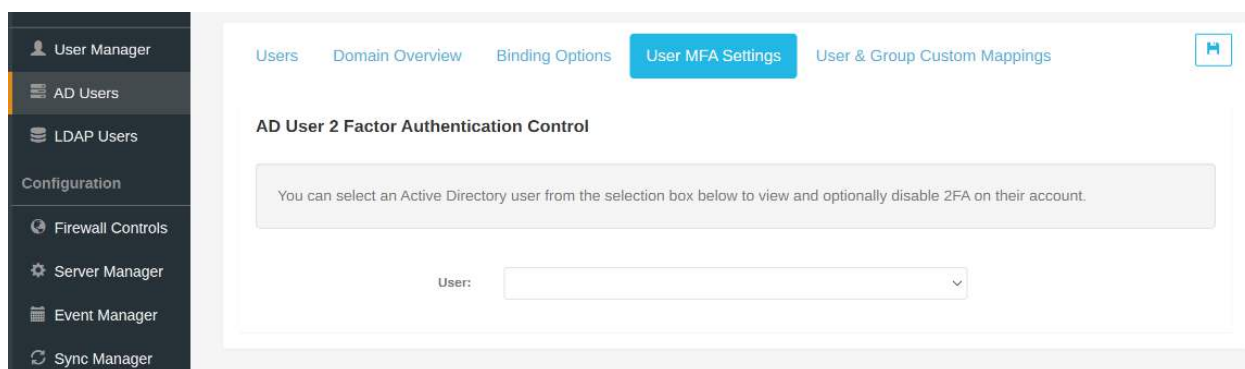 User Manager
AD Users
LDAP Users
Configuration
Firewall Controls
Server Manager
Event Manager
Sync Manager
Users Domain Overview Binding Options User MFA Settings User & Group Custom Mappings
AD User 2 Factor Authentication Control
You can select an Active Directory user from the selection box below to view and optionally disable 2FA on their account.
User: